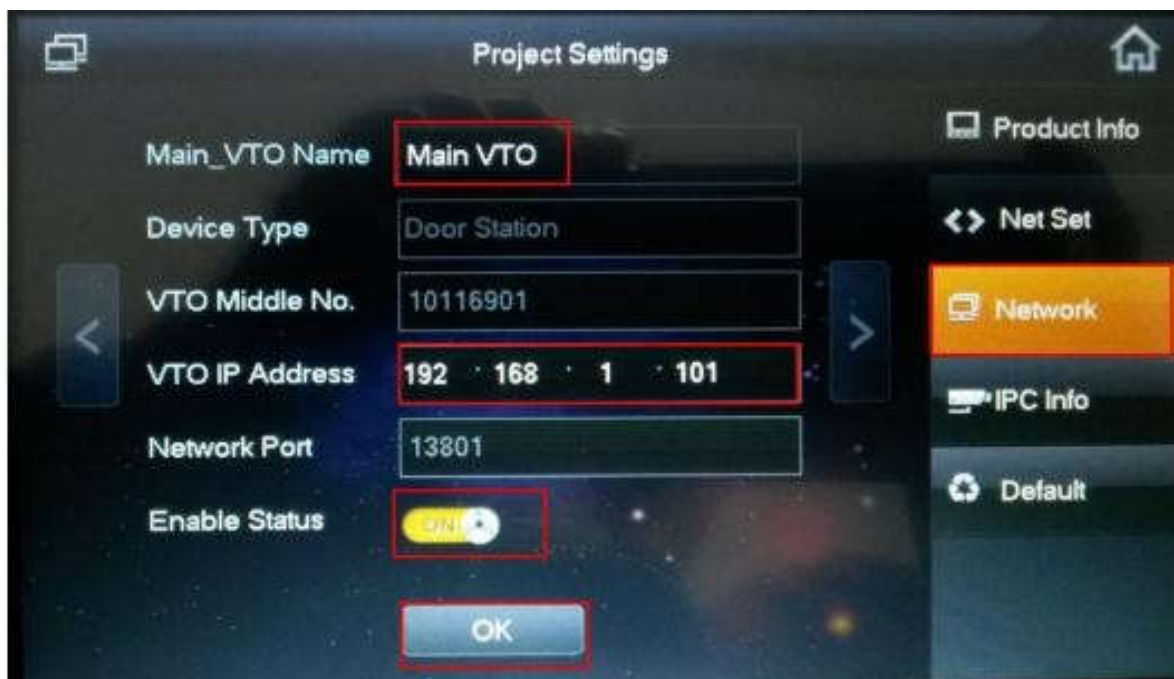 Project Settings
Main_VTO Name Main VTO
Device Type Door Station
VTO Middle No. 10116901
VTO IP Address 192 . 168 . 1 . 101
Network Port 13801
Enable Status ON
OK
Product Info
Net Set
Network
IPC Info
Default